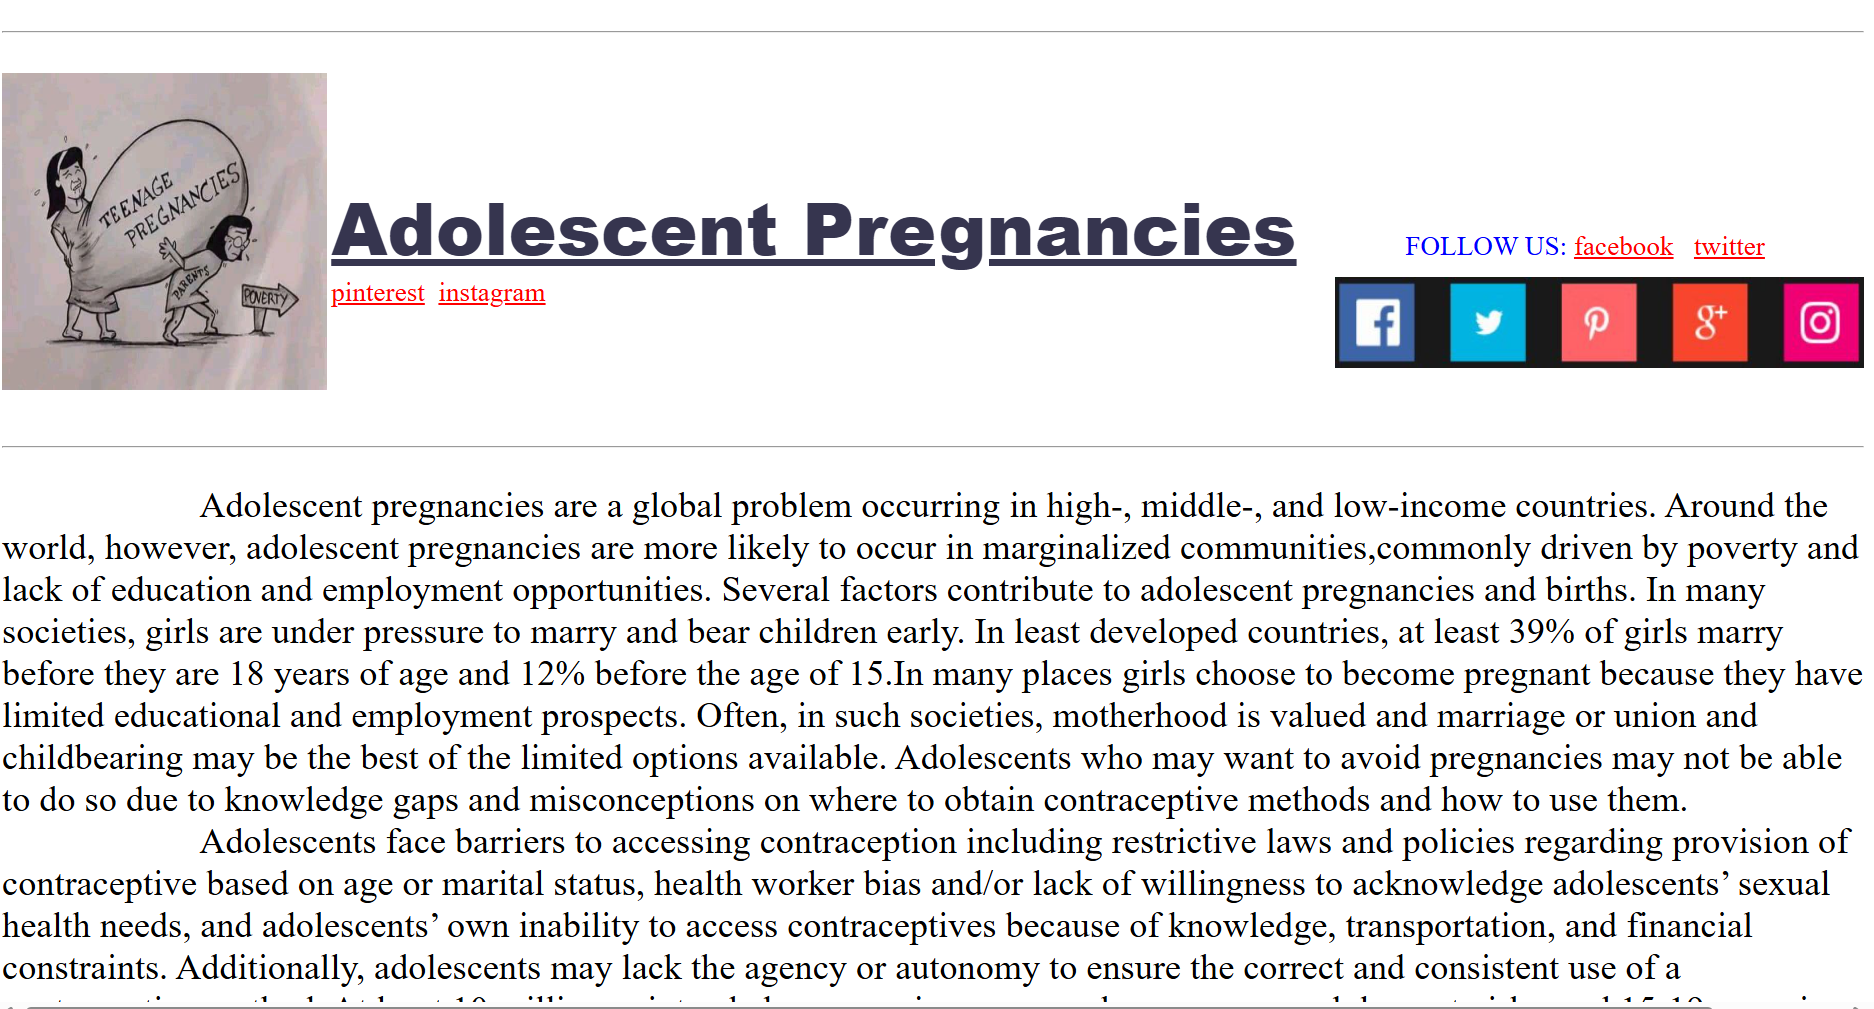 TEENAGE
PREGNANCIES
PARENTS
POVERTY
Adolescent Pregnancies
FOLLOW US: facebook twitter
pinterest instagram
g+
Adolescent pregnancies are a global problem occurring in high-, middle-, and low-income countries. Around the
world, however, adolescent pregnancies are more likely to occur in marginalized communities,commonly driven by poverty and
lack of education and employment opportunities. Several factors contribute to adolescent pregnancies and births. In many
societies, girls are under pressure to marry and bear children early. In least developed countries, at least 39% of girls marry
before they are 18 years of age and 12% before the age of 15.In many places girls choose to become pregnant because they have
limited educational and employment prospects. Often, in such societies, motherhood is valued and marriage or union and
childbearing may be the best of the limited options available. Adolescents who may want to avoid pregnancies may not be able
to do so due to knowledge gaps and misconceptions on where to obtain contraceptive methods and how to use them.
Adolescents face barriers to accessing contraception including restrictive laws and policies regarding provision of
contraceptive based on age or marital status, health worker bias and/or lack of willingness to acknowledge adolescents’ sexual
health needs, and adolescents’ own inability to access contraceptives because of knowledge, transportation, and financial
constraints. Additionally, adolescents may lack the agency or autonomy to ensure the correct and consistent use of a